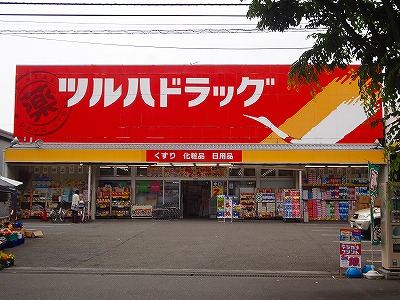 薬
ツルハドラッグ
くすり 化粧品 日用品